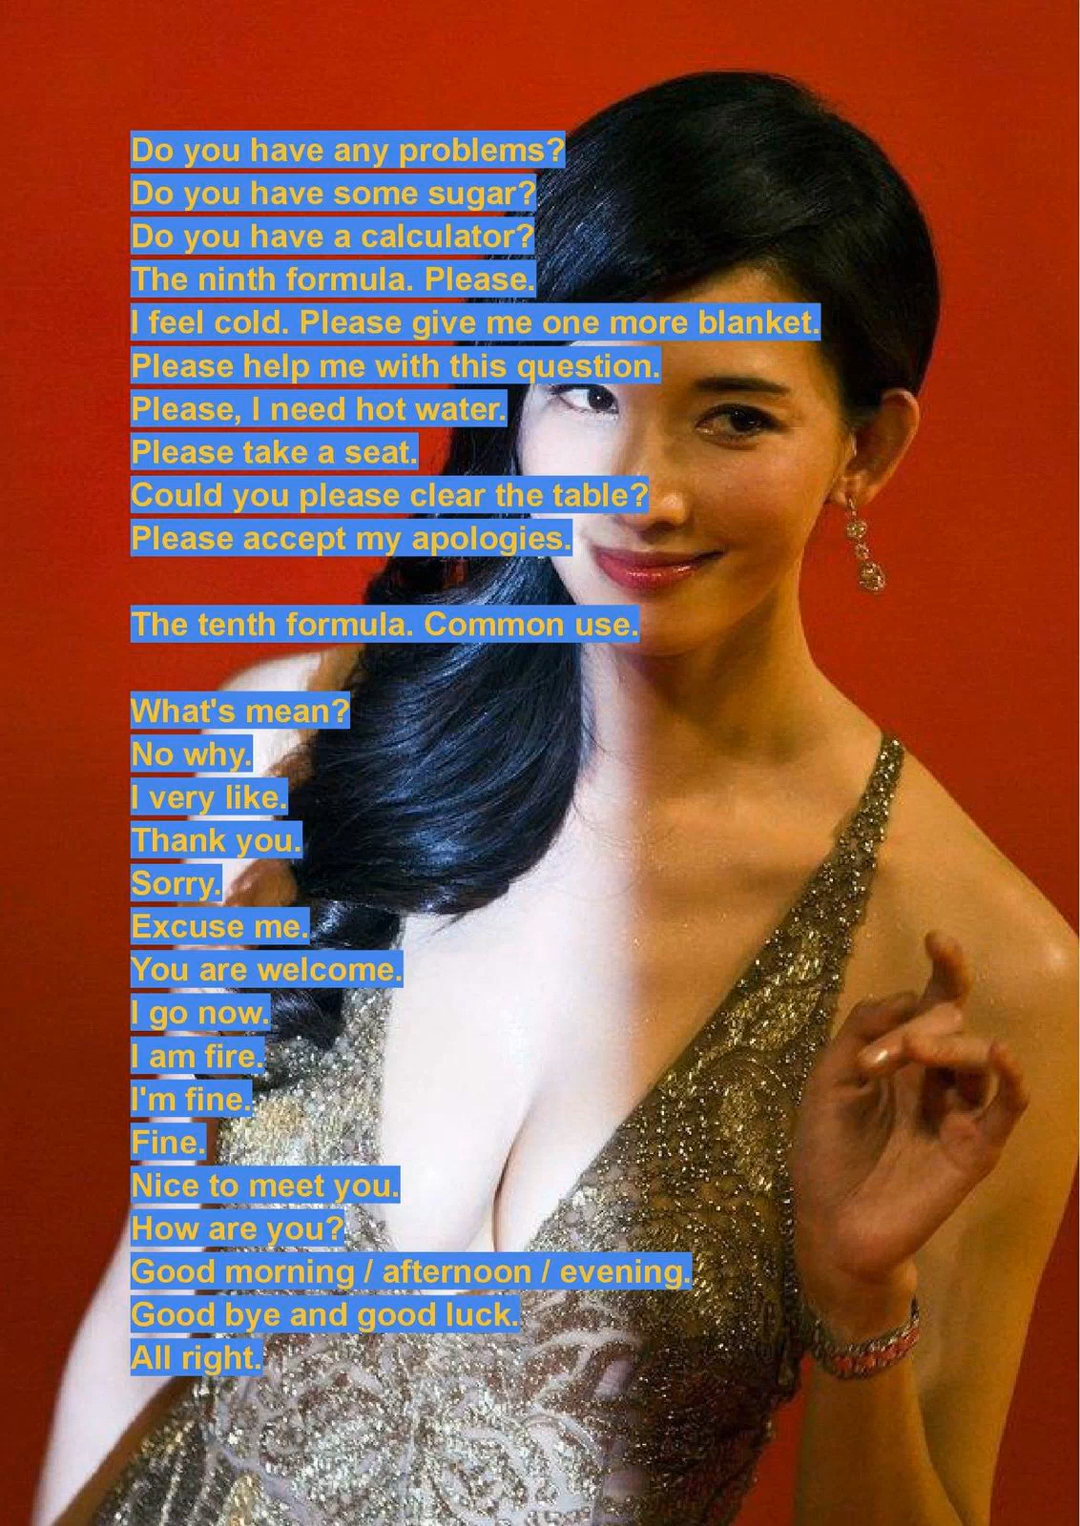 Do you have any problems?
Do you have some sugar?
Do you have a calculator?
The ninth formula. Please.
I feel cold. Please give me one more blanket.
Please help me with this question.
Please, I need hot water.
Please take a seat.
Could you please clear the table?
Please accept my apologies.
The tenth formula. Common use.
What's mean?
No why.
I very like.
Thank you.
Sorry.
Excuse me.
You are welcome.
I go now.
I am fire.
I'm fine.
Fine.
Nice to meet you.
How are you?
Good morning / afternoon / evening.
Good bye and good luck.
All right.